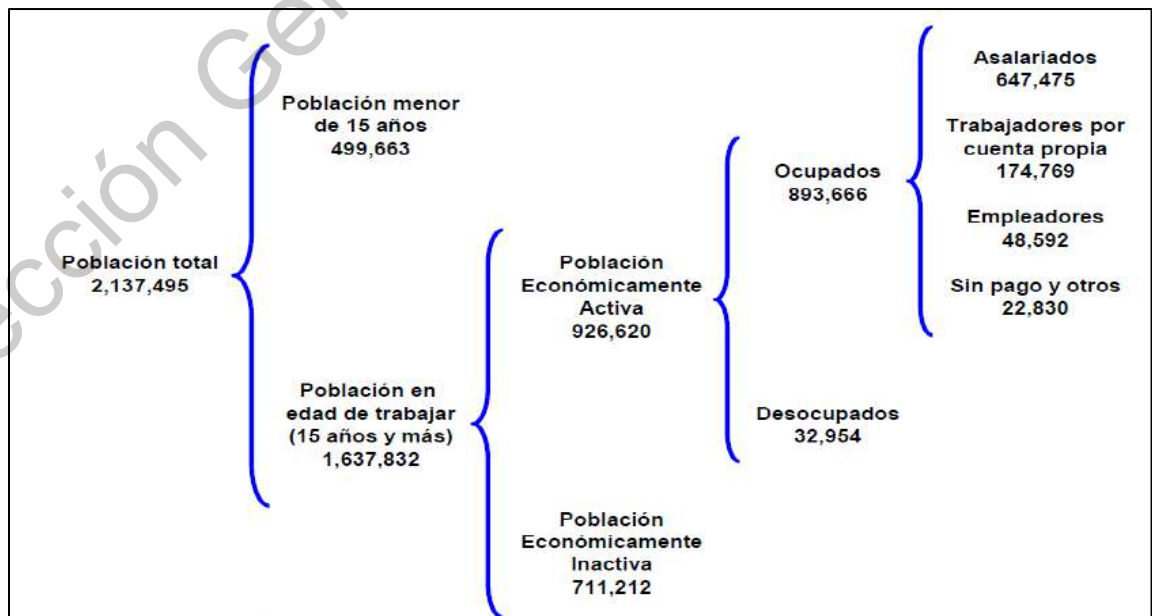 Población total
2,137,495
Población menor
de 15 años
499,663
Población en
edad de trabajar
(15 años y más)
1,637,832
Población
Económicamente
Activa
926,620
Población
Económicamente
Inactiva
711,212
Ocupados
893,666
Desocupados
32,954
Asalariados
647,475
Trabajadores por
cuenta propia
174,769
Empleadores
48,592
Sin pago y otros
22,830